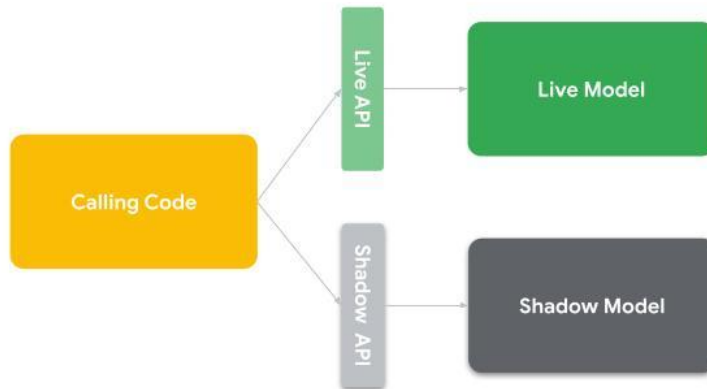 Live API
Live Model
Calling Code
Shadow API
Shadow Model